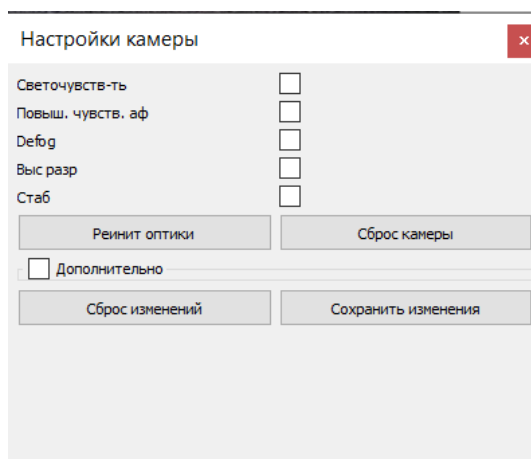 Настройки камеры
Светочувств-ть
Повыш. чувств. аф
Defog
Выс разр
Стаб
Реинит оптики Сброс камеры
Дополнительно
Сброс изменений Сохранить изменения